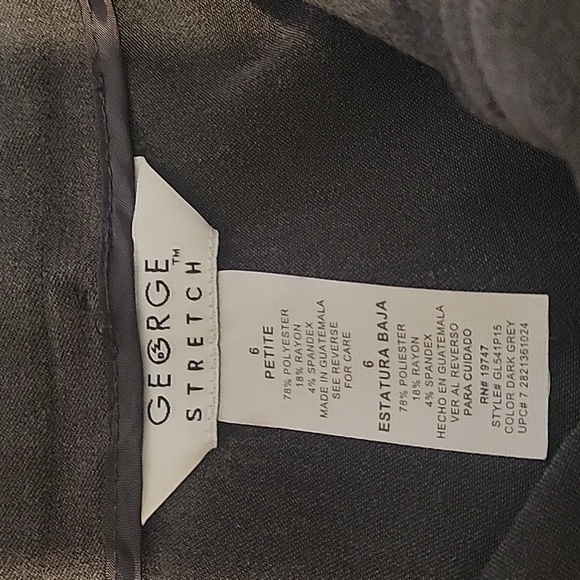 GEORGE™
STRETCH
6
PETITE
78% POLYESTER
18% RAYON
4% SPANDEX
MADE IN GUATEMALA
SEE REVERSE
FOR CARE
6
ESTATURA BAJA
78% POLIESTER
18% RAYON
4% SPANDEX
HECHO EN GUATEMALA
VER AL REVERSO
PARA CUIDADO
RN# 19747
STYLE# GL541P15
COLOR DARK GREY
UPC# 7 2821361024